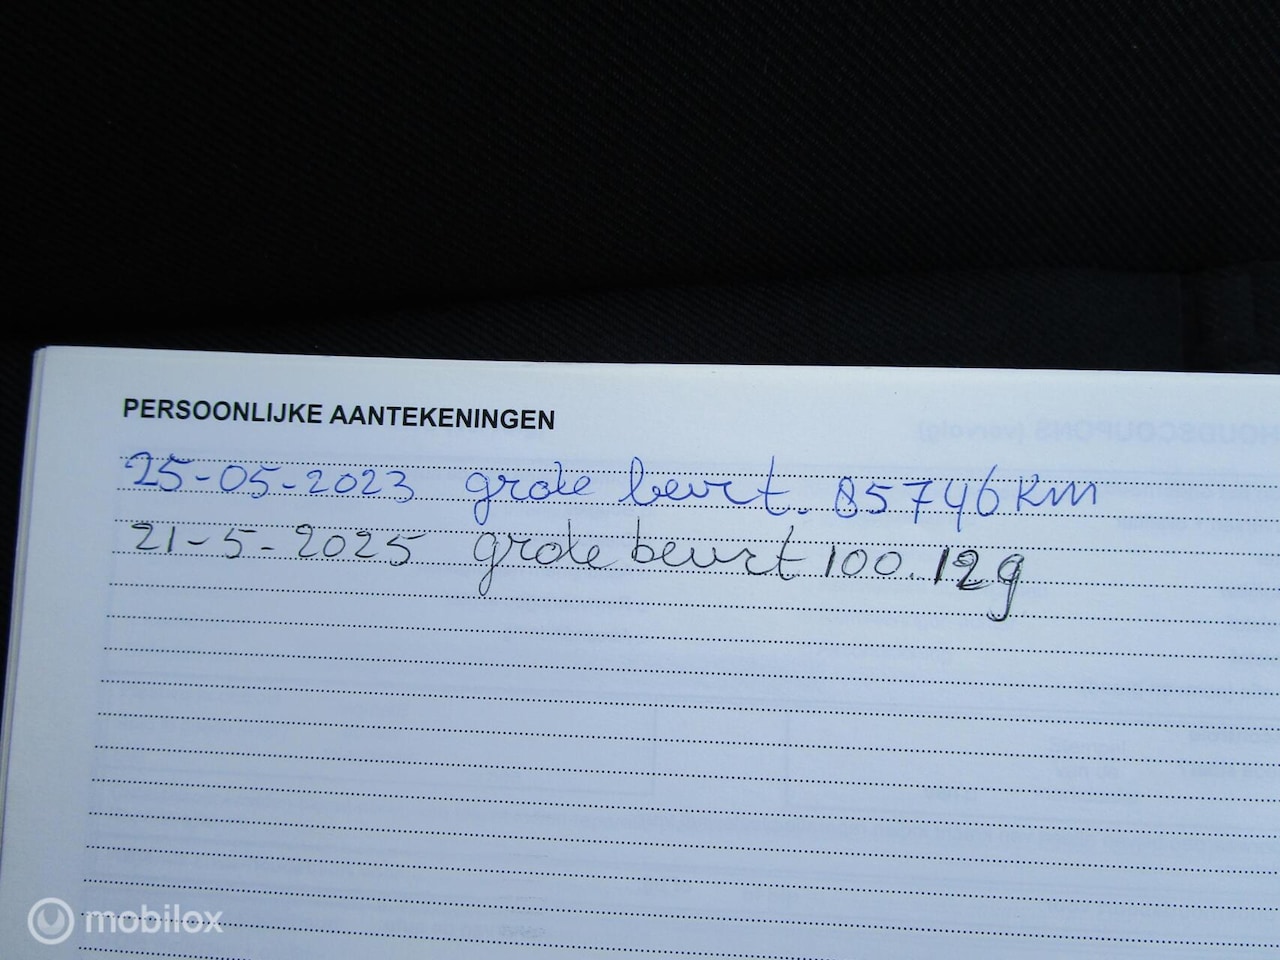 PERSOONLIJKE AANTEKENINGEN
25-05-2023 grote beurt. 85746 Km
21-5-2025 grote beurt 100.129
mobilox